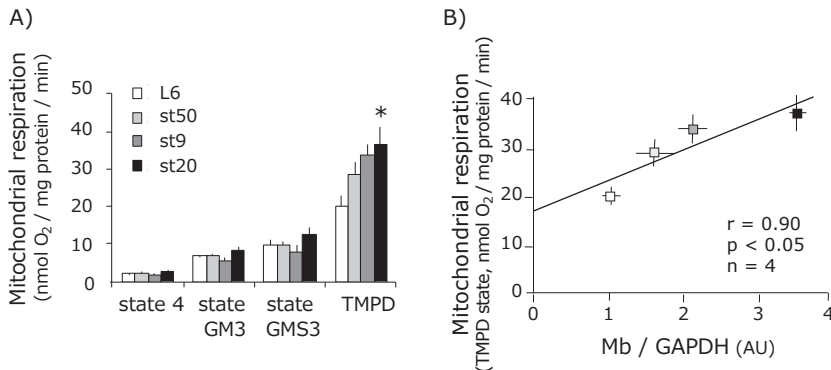 A)
Mitochondrial respiration
(nmol O₂ / mg protein / min)
50
40
30
20
10
0
L6
st50
st9
st20
*
state 4
state
GM3
state
GMS3
TMPD
B)
Mitochondrial respiration
(TMPD state, nmol O₂ / mg protein / min)
40
30
20
10
0
r = 0.90
p < 0.05
n = 4
0
1
2
3
4
Mb / GAPDH (AU)